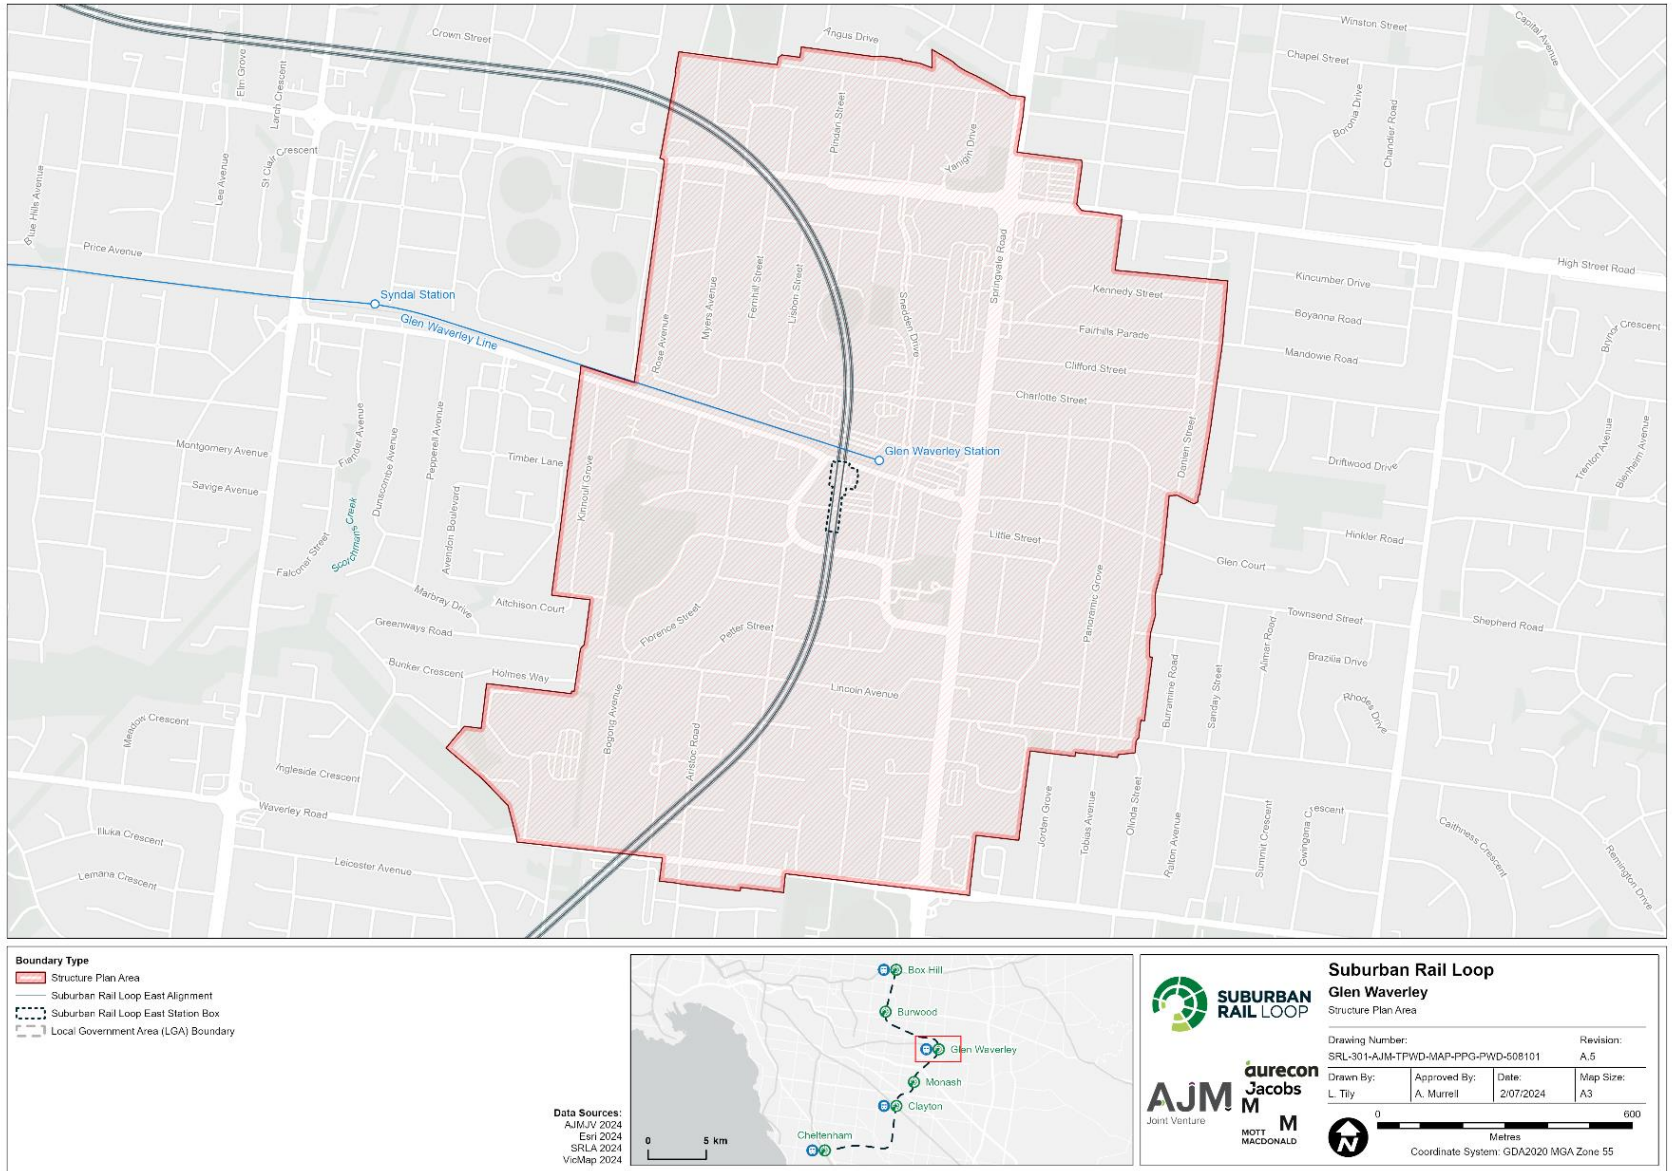 Crown Street
Angus Drive
Winston Street
Capital Avenue
Chapel Street
Elm Grove
Larch Crescent
Pindari Street
Boronia Drive
Chandler Road
Yanigin Drive
St Clair Crescent
Lee Avenue
Blue Hills Avenue
Price Avenue
Springvale Road
High Street Road
Kincumber Drive
Kennedy Street
Myers Avenue
Fernhill Street
Lisbon Street
Snedden Drive
Syndal Station
Glen Waverley Line
Rose Avenue
Boyanna Road
Fairhills Parade
Mandowie Road
Clifford Street
Charlotte Street
Montgomery Avenue
Savige Avenue
Fiander Avenue
Dunscombe Avenue
Pepperell Avenue
Timber Lane
Kinnoull Grove
Glen Waverley Station
Danien Street
Driftwood Drive
Trenton Avenue
Blenheim Avenue
Scotchmans Creek
Falconer Street
Avendon Boulevard
Little Street
Hinkler Road
Glen Court
Marbray Drive
Aitchison Court
Panoramic Grove
Townsend Street
Shepherd Road
Greenways Road
Florence Street
Petter Street
Bunker Crescent
Holmes Way
Lincoln Avenue
Burramine Road
Sanday Street
Alimar Road
Brazilia Drive
Rhodes Drive
Meadow Crescent
Bogong Avenue
Aristoc Road
Ingleside Crescent
Waverley Road
Illuka Crescent
Leicester Avenue
Lemana Crescent
Jordan Grove
Tobias Avenue
Olinda Street
Ralton Avenue
Summit Crescent
Gwingana Crescent
Caithness Crescent
Remington Drive
Boundary Type
Structure Plan Area
Suburban Rail Loop East Alignment
Suburban Rail Loop East Station Box
Local Government Area (LGA) Boundary
Data Sources:
AJMJV 2024
Esri 2024
SRLA 2024
VicMap 2024
Box Hill
Burwood
Glen Waverley
Monash
Clayton
Cheltenham
0 5 km
SUBURBAN
RAIL LOOP
AJM
Joint Venture
aurecon
Jacobs
M
M
MOTT
MACDONALD
M
Suburban Rail Loop
Glen Waverley
Structure Plan Area
Drawing Number: Revision:
SRL-301-AJM-TPWD-MAP-PPG-PWD-508101 A.5
Drawn By: Approved By: Date: Map Size:
L. Tily A. Murrell 2/07/2024 A3
N
0 600
Metres
Coordinate System: GDA2020 MGA Zone 55